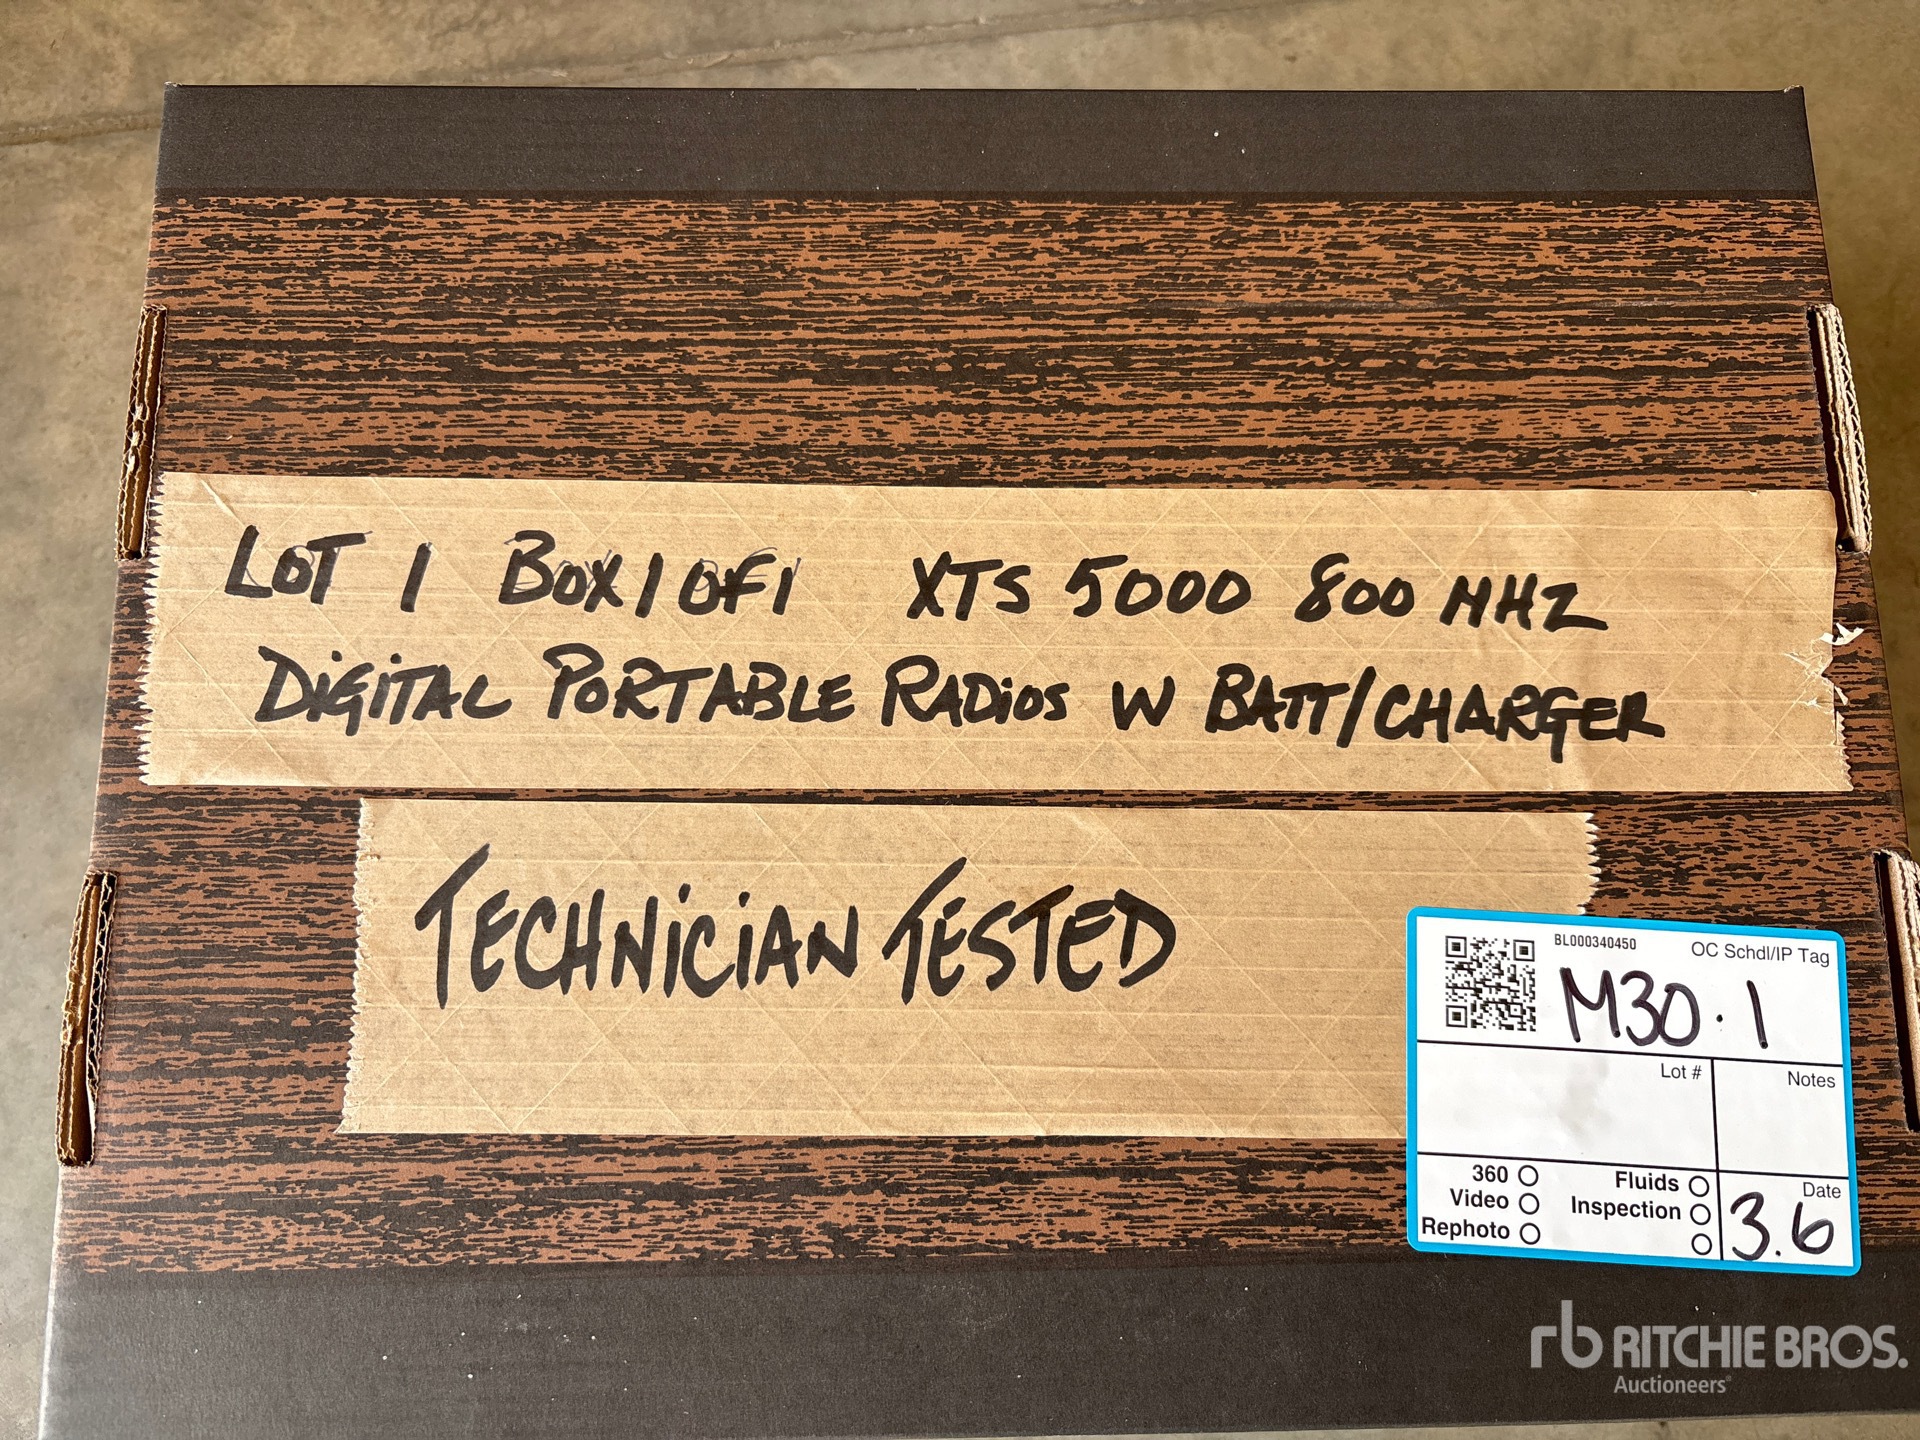 LOT 1 BOX 1 OF 1 XTS 5000 800 MHZ
DIGITAL PORTABLE RADIOS W BATT/CHARGER
TECHNICIAN TESTED
BL000340450 OC Schdl/IP Tag
M30.1
Lot # Notes
360 Fluids Date
Video Inspection 3.6
Rephoto
rb RITCHIE BROS.
Auctioneers